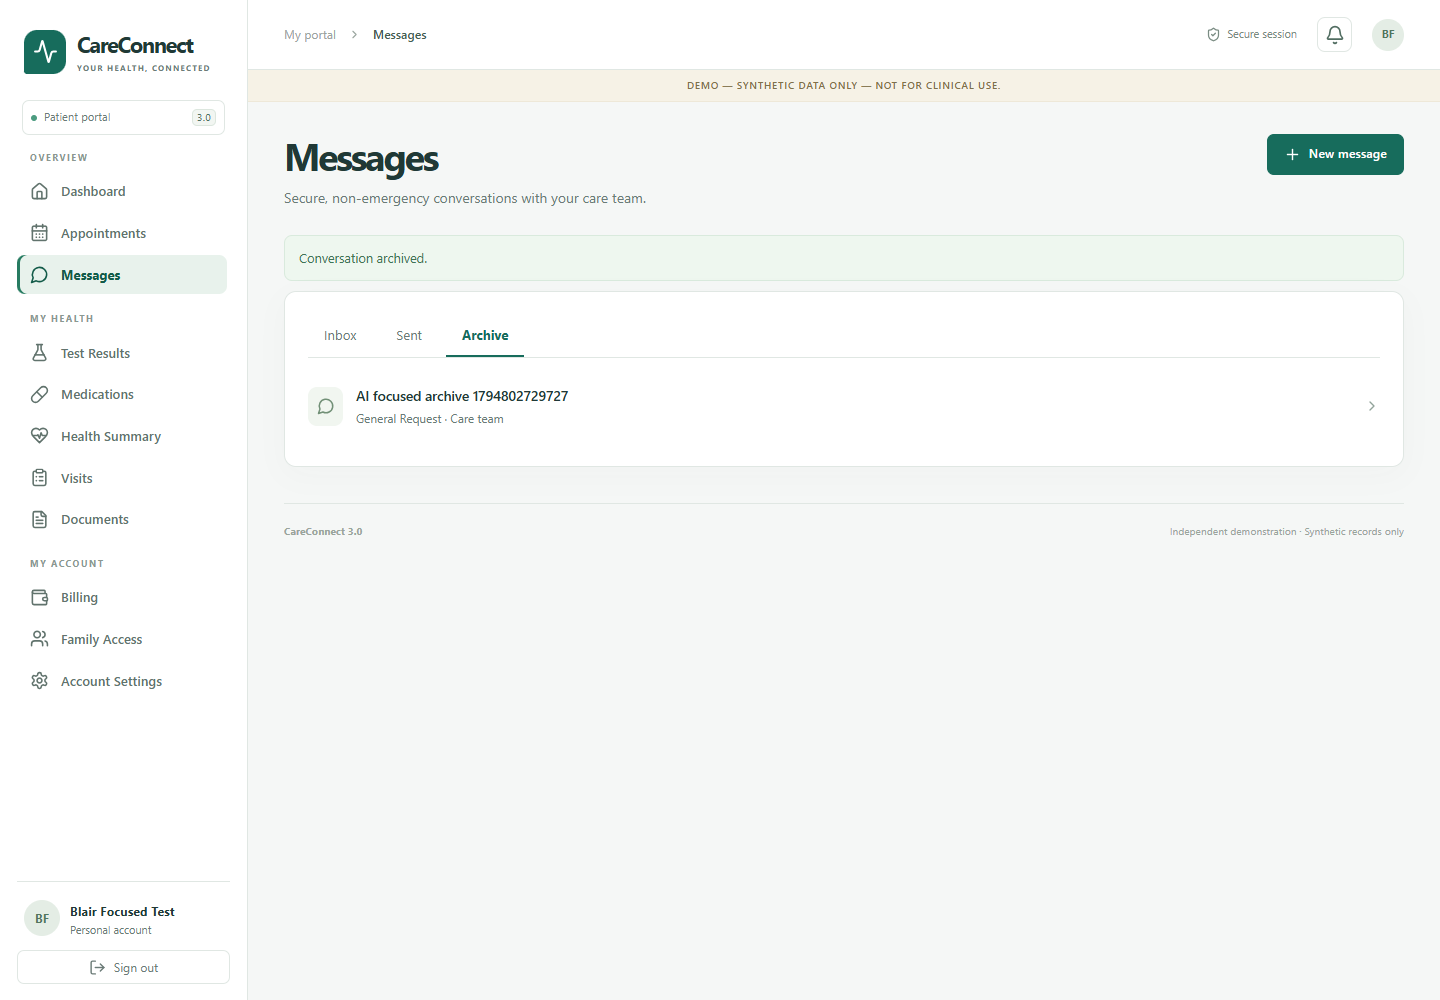 CareConnect
YOUR HEALTH, CONNECTED
Patient portal
3.0
OVERVIEW
Dashboard
Appointments
Messages
MY HEALTH
Test Results
Medications
Health Summary
Visits
Documents
MY ACCOUNT
Billing
Family Access
Account Settings
BF
Blair Focused Test
Personal account
Sign out
My portal
Messages
Secure session
BF
DEMO — SYNTHETIC DATA ONLY — NOT FOR CLINICAL USE.
Messages
Secure, non-emergency conversations with your care team.
New message
Conversation archived.
Inbox
Sent
Archive
AI focused archive 1794802729727
General Request · Care team
CareConnect 3.0
Independent demonstration · Synthetic records only